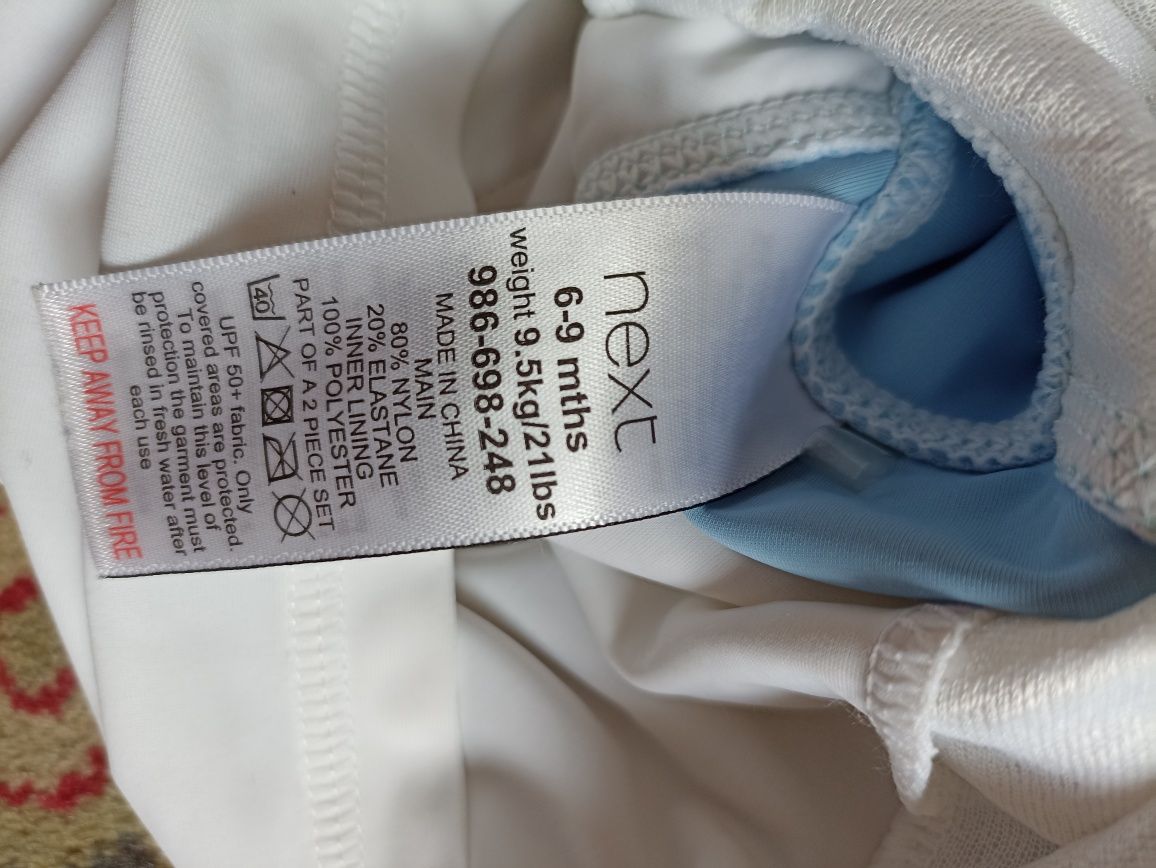 next
6-9 mths
weight 9.5kg/21lbs
986-698-248
MADE IN CHINA
MAIN
80% NYLON
20% ELASTANE
INNER LINING
100% POLYESTER
PART OF A 2 PIECE SET
40
UPF 50+ fabric. Only
covered areas are protected.
To maintain this level of
protection the garment must
be rinsed in fresh water after
each use
KEEP AWAY FROM FIRE